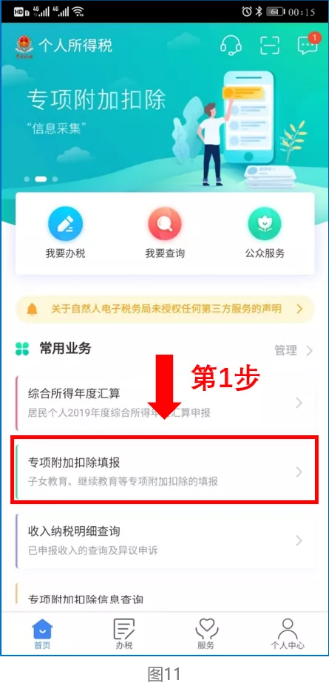 HD 4G 4G 00:15
个人所得税
1
专项附加扣除
“信息采集”
我要办税 我要查询 公众服务
关于自然人电子税务局未授权任何第三方服务的声明
常用业务 管理
第1步
综合所得年度汇算
居民个人2019年度综合所得年度汇算申报
专项附加扣除填报
子女教育、继续教育等专项附加扣除的填报
收入纳税明细查询
已申报收入的查询及异议申诉
专项附加扣除信息查询
首页 办税 服务 个人中心
图11